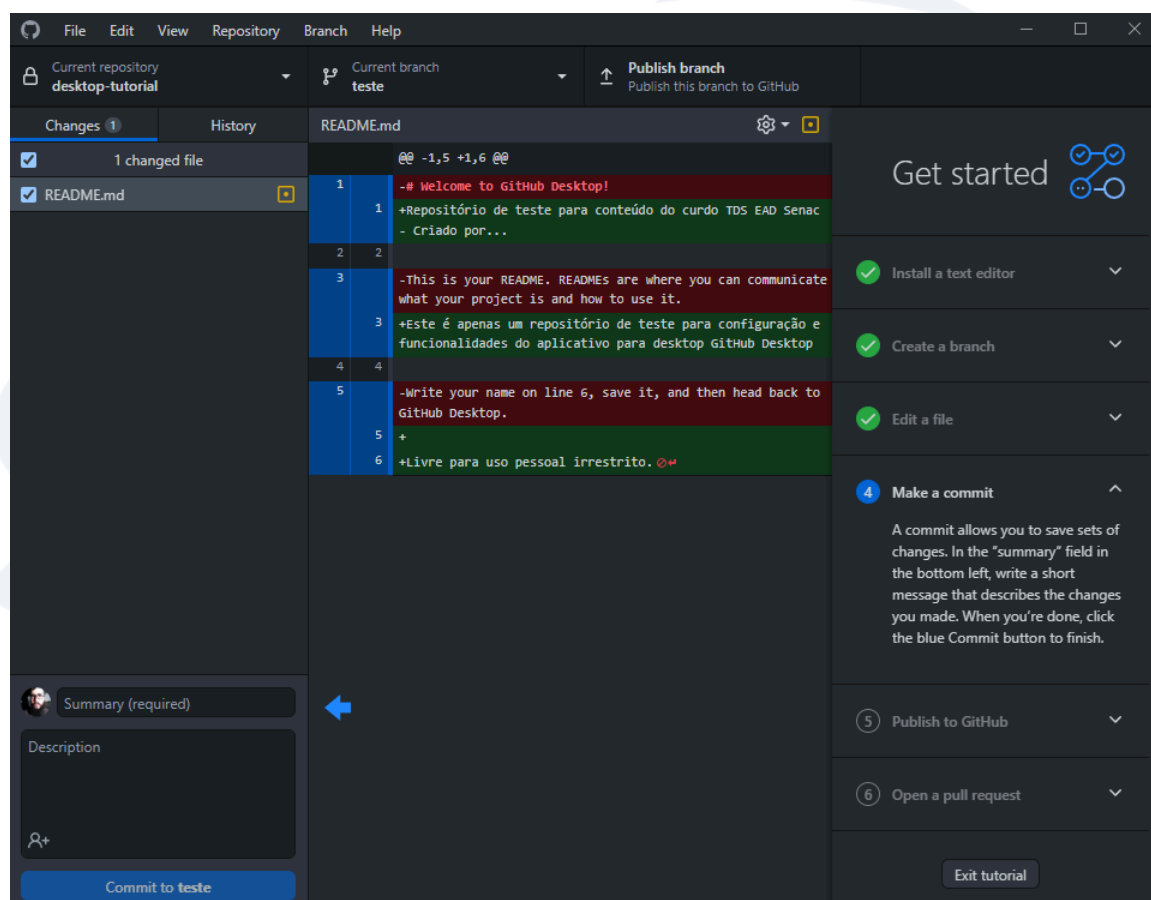 File Edit View Repository Branch Help
Current repository
desktop-tutorial
Current branch
teste
Publish branch
Publish this branch to GitHub
Changes 1 History
1 changed file
README.md
README.md
@@ -1,5 +1,6 @@
1 -# Welcome to GitHub Desktop!
1 +Repositório de teste para conteúdo do curdo TDS EAD Senac
- Criado por...
2 2
3 -This is your README. READMEs are where you can communicate
what your project is and how to use it.
3 +Este é apenas um repositório de teste para configuração e
funcionalidades do aplicativo para desktop GitHub Desktop
4 4
5 -Write your name on line 6, save it, and then head back to
GitHub Desktop.
5 +
6 +Livre para uso pessoal irrestrito.
Summary (required)
Description
Commit to teste
Get started
Install a text editor
Create a branch
Edit a file
4 Make a commit
A commit allows you to save sets of
changes. In the "summary" field in
the bottom left, write a short
message that describes the changes
you made. When you're done, click
the blue Commit button to finish.
5 Publish to GitHub
6 Open a pull request
Exit tutorial